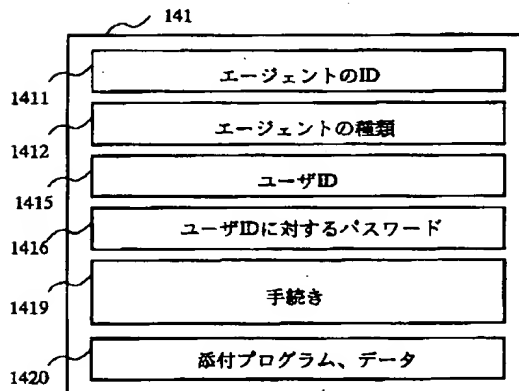 141
1411
エージェントのID
1412
エージェントの種類
1415
ユーザID
1416
ユーザIDに対するパスワード
1419
手続き
1420
添付プログラム、データ